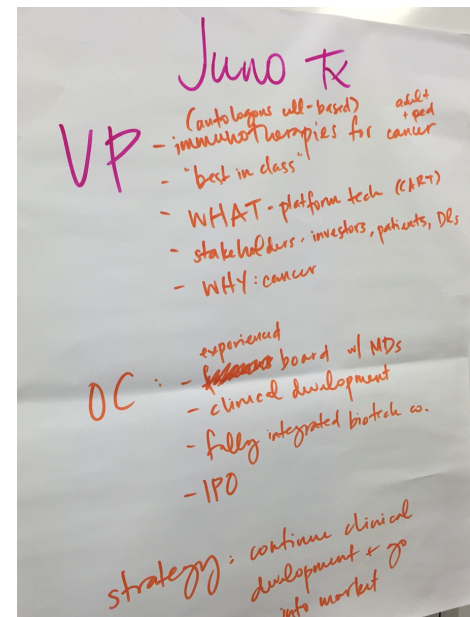 Juno Tx
(autologous cell-based) adult + ped
VP - immunotherapies for cancer
- "best in class"
- WHAT - platform tech (CART)
- stakeholders - investors, patients, DRs
- WHY: cancer
experienced
OC: - board w/ MDs
- clinical development
- fully integrated biotech co.
- IPO
strategy: continue clinical
development + go
into market